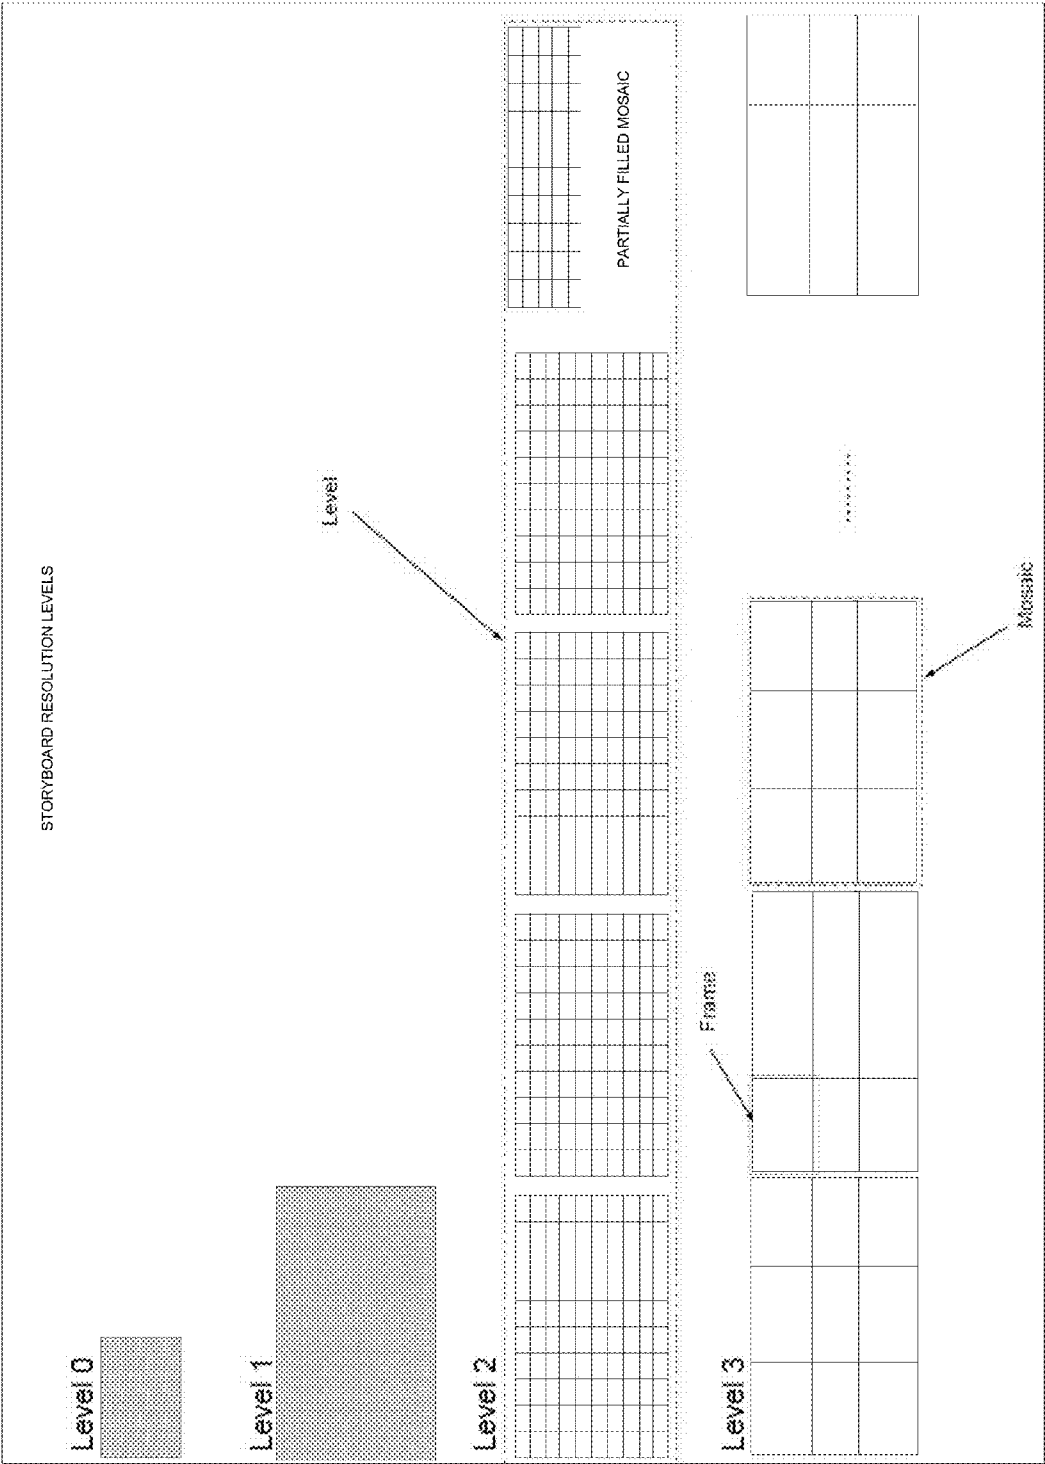 STORYBOARD RESOLUTION LEVELS
Level 0
Level 1
Level
Level 2
PARTIALLY FILLED MOSAIC
Frame
Level 3
Mosaic